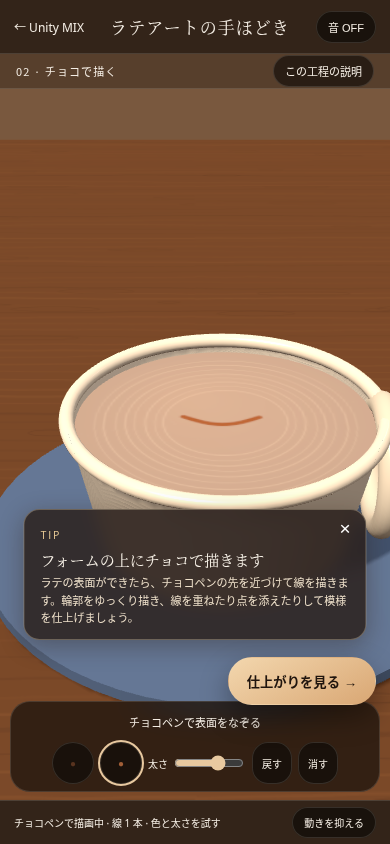 ← Unity MIX
ラテアートの手ほどき
音 OFF
02 · チョコで描く
この工程の説明
TIP
×
フォームの上にチョコで描きます
ラテの表面ができたら、チョコペンの先を近づけて線を描きま
す。輪郭をゆっくり描き、線を重ねたり点を添えたりして模様
を仕上げましょう。
仕上がりを見る →
チョコペンで表面をなぞる
太さ
戻す
消す
チョコペンで描画中 · 線 1 本 · 色と太さを試す
動きを抑える